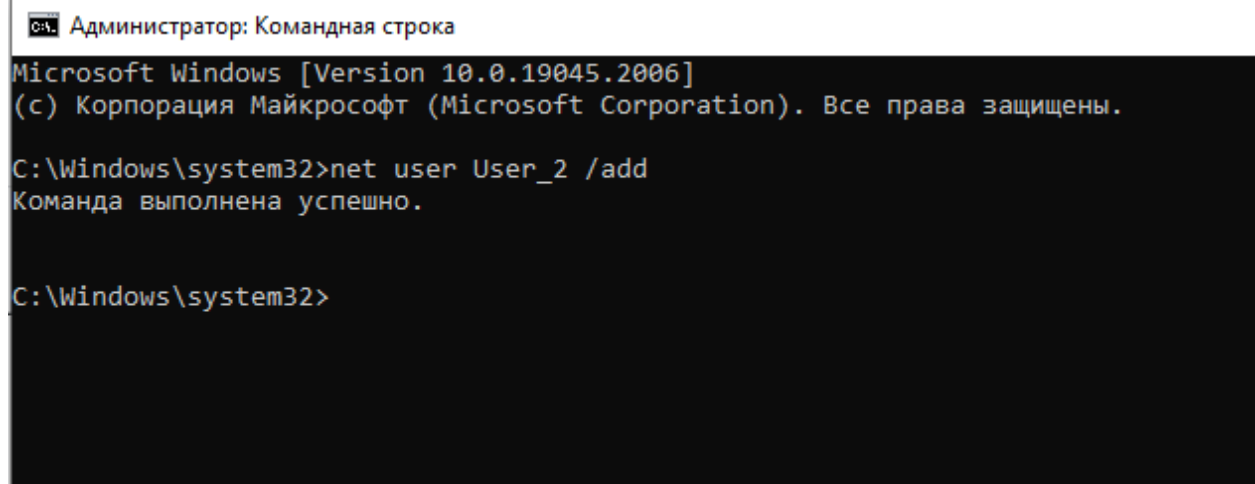 Администратор: Командная строка
Microsoft Windows [Version 10.0.19045.2006]
(c) Корпорация Майкрософт (Microsoft Corporation). Все права защищены.
C:\Windows\system32>net user User_2 /add
Команда выполнена успешно.
C:\Windows\system32>